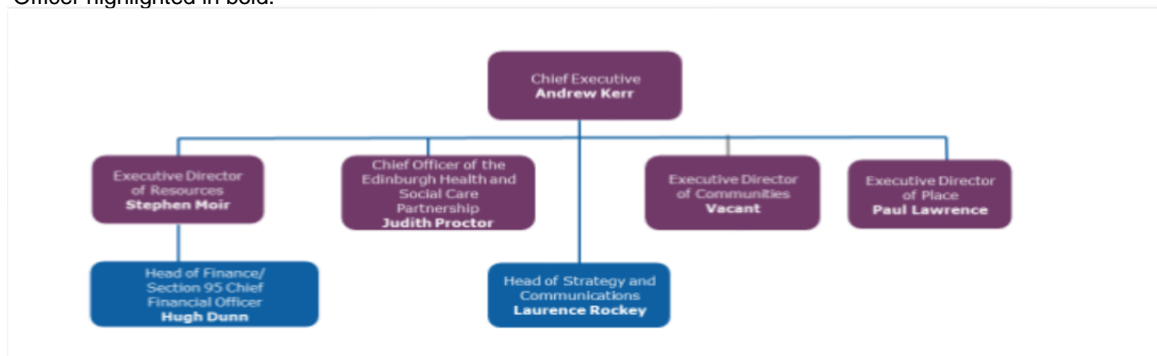 Officer highlighted in bold.
Chief Executive
Andrew Kerr
Executive Director
of Resources
Stephen Moir
Chief Officer of the
Edinburgh Health and
Social Care
Partnership
Judith Proctor
Executive Director
of Communities
Vacant
Executive Director
of Place
Paul Lawrence
Head of Finance/
Section 95 Chief
Financial Officer
Hugh Dunn
Head of Strategy and
Communications
Laurence Rockey